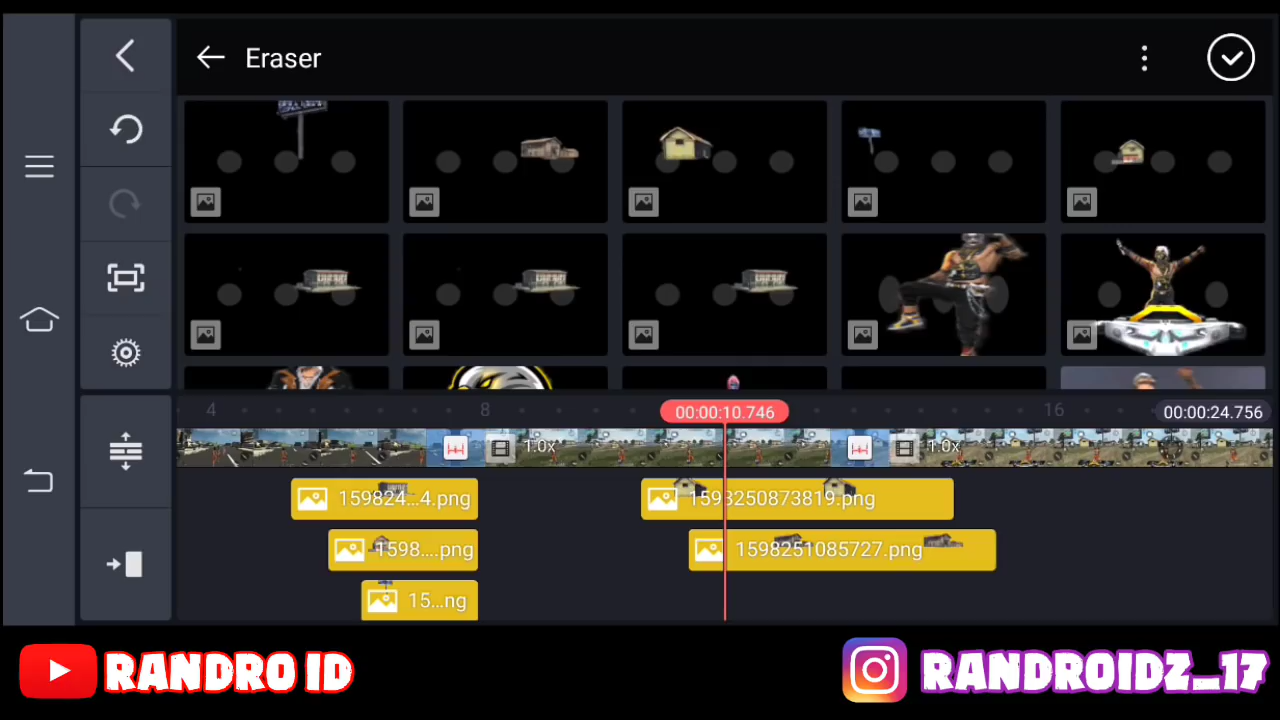 Eraser
4
8
00:00:10.746
16
00:00:24.756
1.0x
1.0x
159824...4.png
1598250873819.png
1598....png
1598251085727.png
15...ng
RANDRO ID
RANDROIDZ_17